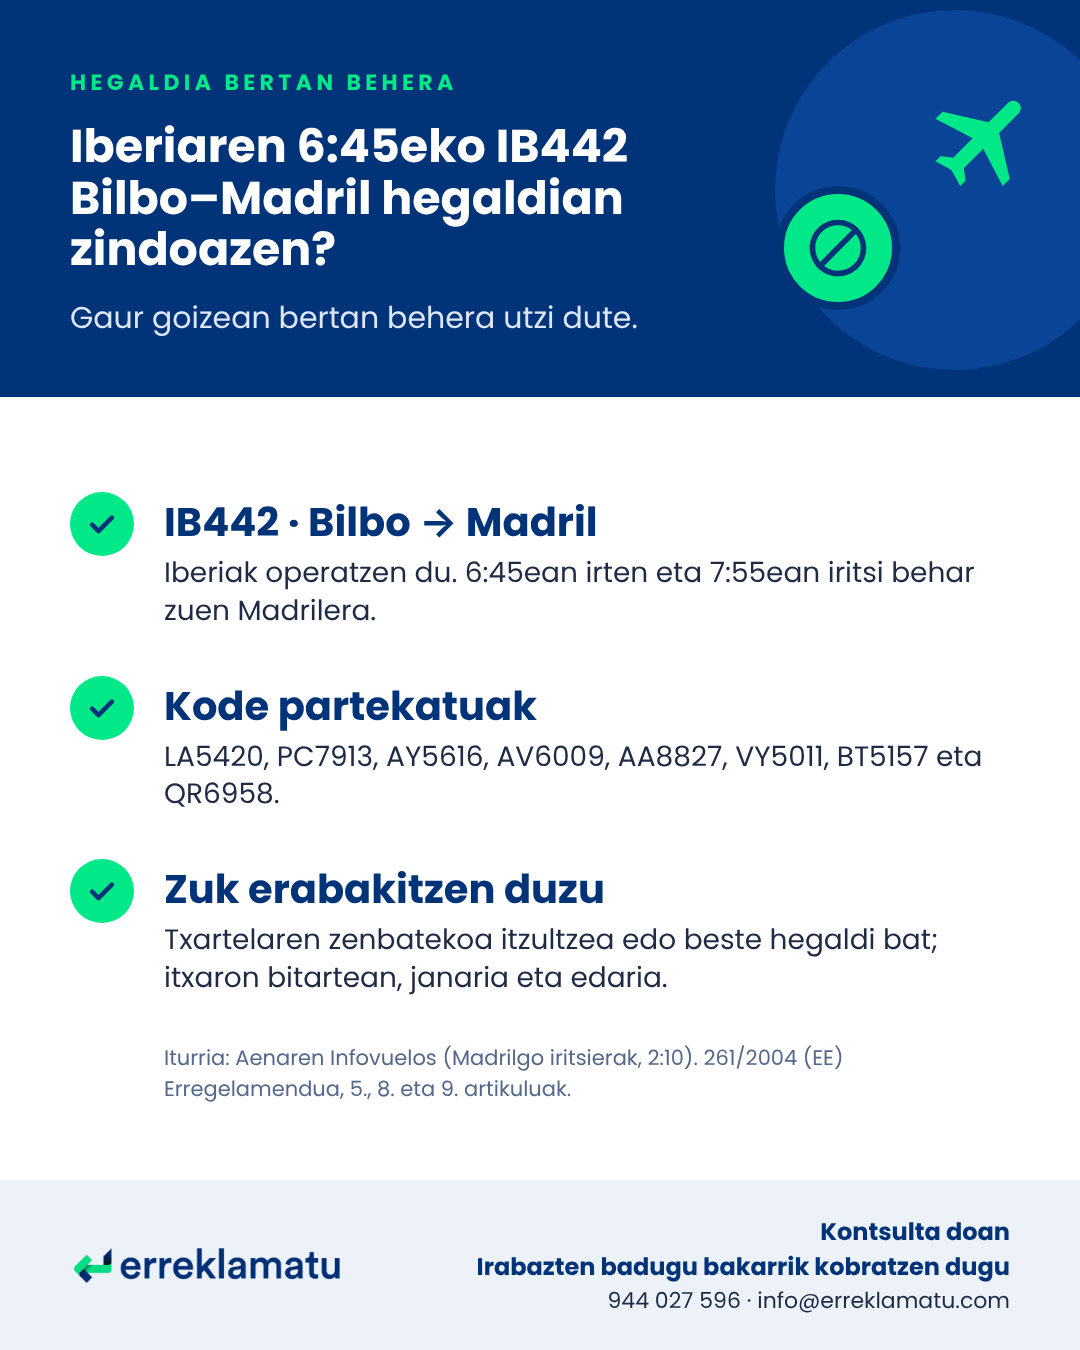 HEGALDIA BERTAN BEHERA
Iberiaren 6:45eko IB442
Bilbo–Madril hegaldian
zindoazen?
Gaur goizean bertan behera utzi dute.
IB442 · Bilbo → Madril
Iberiak operatzen du. 6:45ean irten eta 7:55ean iritsi behar
zuen Madrilera.
Kode partekatuak
LA5420, PC7913, AY5616, AV6009, AA8827, VY5011, BT5157 eta
QR6958.
Zuk erabakitzen duzu
Txartelaren zenbatekoa itzultzea edo beste hegaldi bat;
itxaron bitartean, janaria eta edaria.
Iturria: Aenaren Infovuelos (Madrilgo iritsierak, 2:10). 261/2004 (EE)
Erregelamendua, 5., 8. eta 9. artikuluak.
erreklamatu
Kontsulta doan
Irabazten badugu bakarrik kobratzen dugu
944 027 596 · info@erreklamatu.com